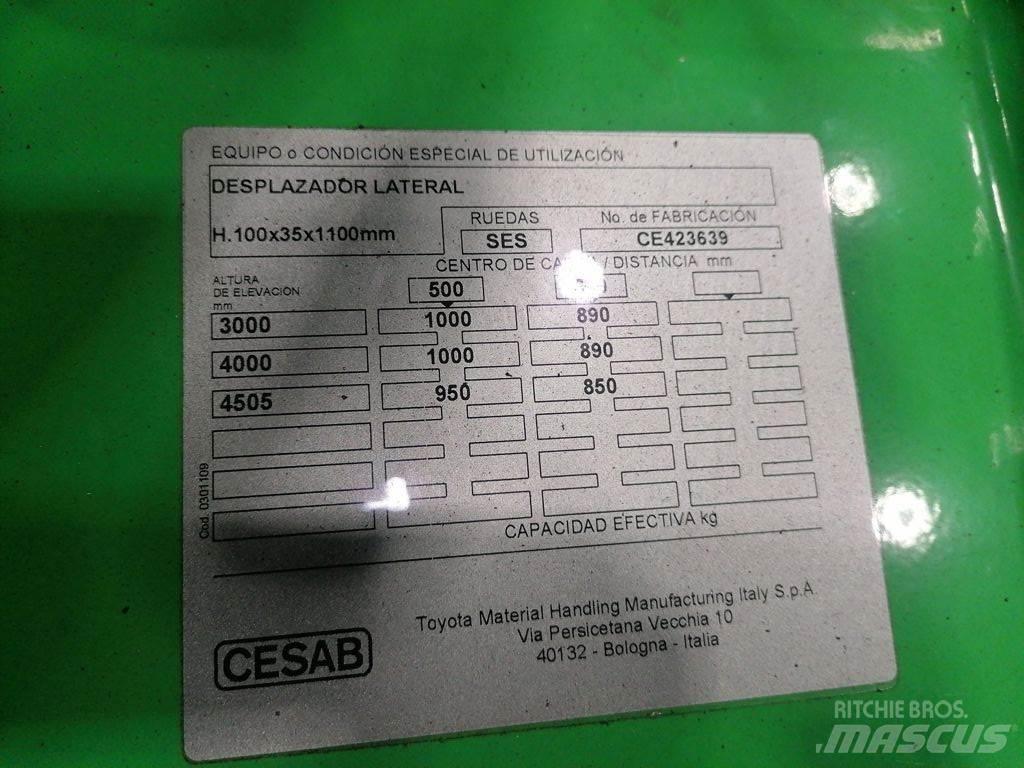 EQUIPO o CONDICIÓN ESPECIAL DE UTILIZACIÓN
DESPLAZADOR LATERAL
H.100x35x1100mm
RUEDAS No. de FABRICACIÓN
SES CE423639
CENTRO DE / DISTANCIA mm
ALTURA
DE ELEVACION
mm
500
3000 1000 890
4000 1000 890
4505 950 850
Cod. 0301109
CAPACIDAD EFECTIVA kg
Toyota Material Handling Manufacturing Italy S.p.A.
Via Persicetana Vecchia 10
40132 - Bologna - Italia
CESAB
RITCHIE BROS.
MASCUS